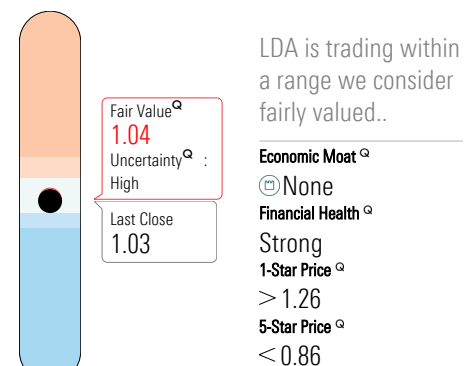 LDA is trading within
a range we consider
fairly valued..
Fair Value Q
1.04
Uncertainty Q :
High
Last Close
1.03
Economic Moat Q
None
Financial Health Q
Strong
1-Star Price Q
>1.26
5-Star Price Q
<0.86